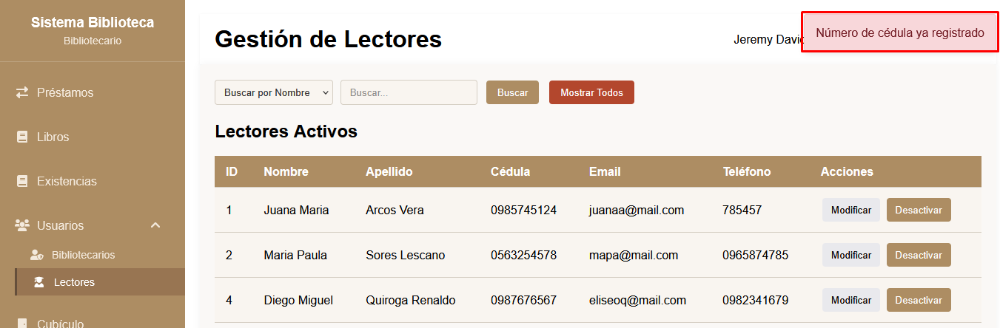 Sistema Biblioteca
Bibliotecario
Préstamos
Libros
Existencias
Usuarios
Bibliotecarios
Lectores
Cubículo
Gestión de Lectores
Jeremy David
Número de cédula ya registrado
Buscar por Nombre Buscar... Buscar Mostrar Todos
Lectores Activos
ID Nombre Apellido Cédula Email Teléfono Acciones
1 Juana Maria Arcos Vera 0985745124 juanaa@mail.com 785457 Modificar Desactivar
2 Maria Paula Sores Lescano 0563254578 mapa@mail.com 0965874785 Modificar Desactivar
4 Diego Miguel Quiroga Renaldo 0987676567 eliseoq@mail.com 0982341679 Modificar Desactivar